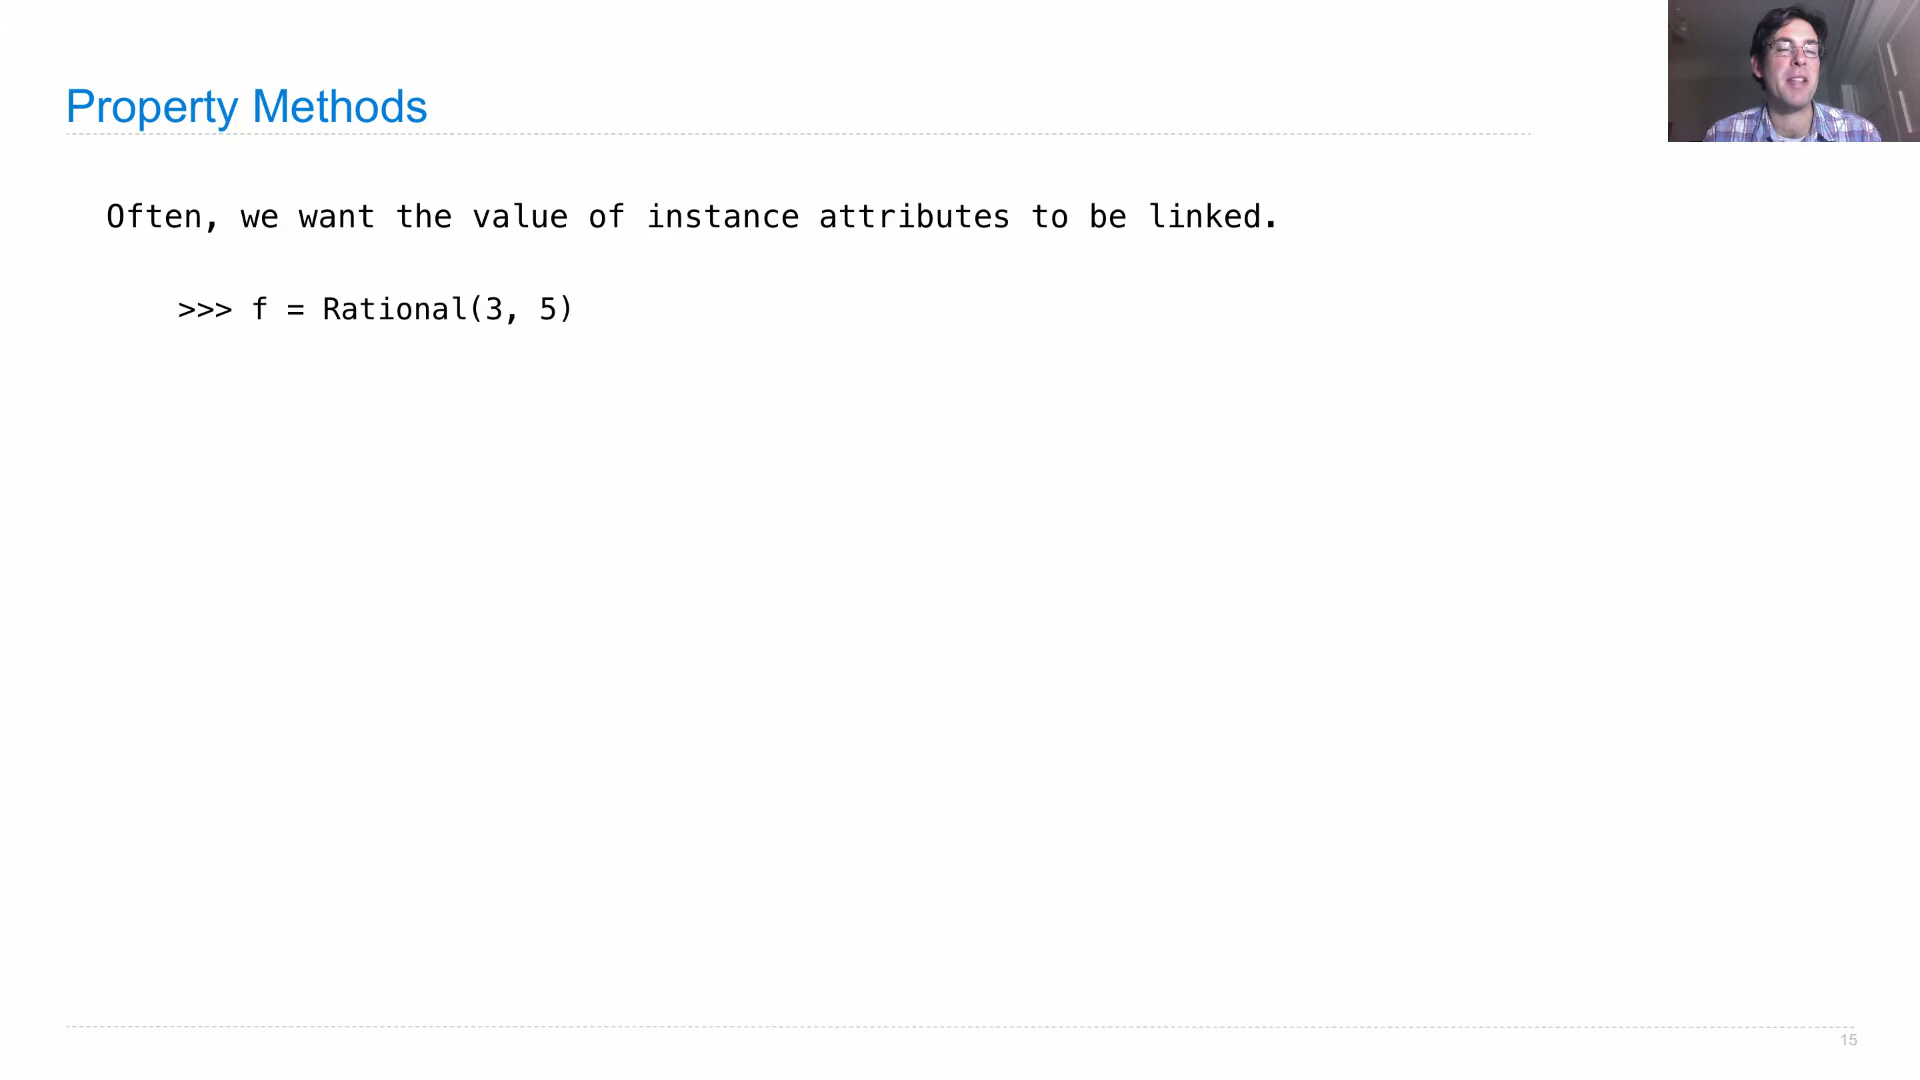 Property Methods
Often, we want the value of instance attributes to be linked.
>>> f = Rational(3, 5)
15